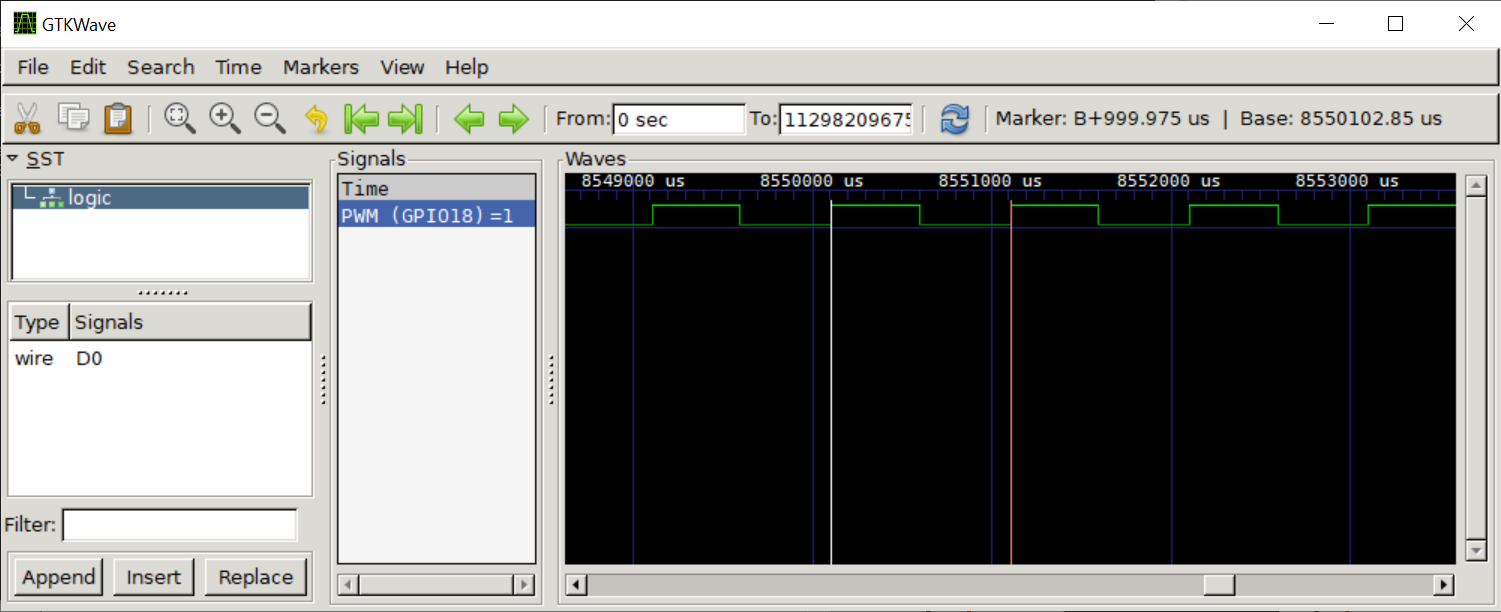 GTKWave
File Edit Search Time Markers View Help
From: 0 sec To: 11298209675 Marker: B+999.975 us | Base: 8550102.85 us
SST
logic
Type Signals
wire D0
Filter:
Append Insert Replace
Signals
Time
PWM (GPIO18)=1
Waves
8549000 us 8550000 us 8551000 us 8552000 us 8553000 us